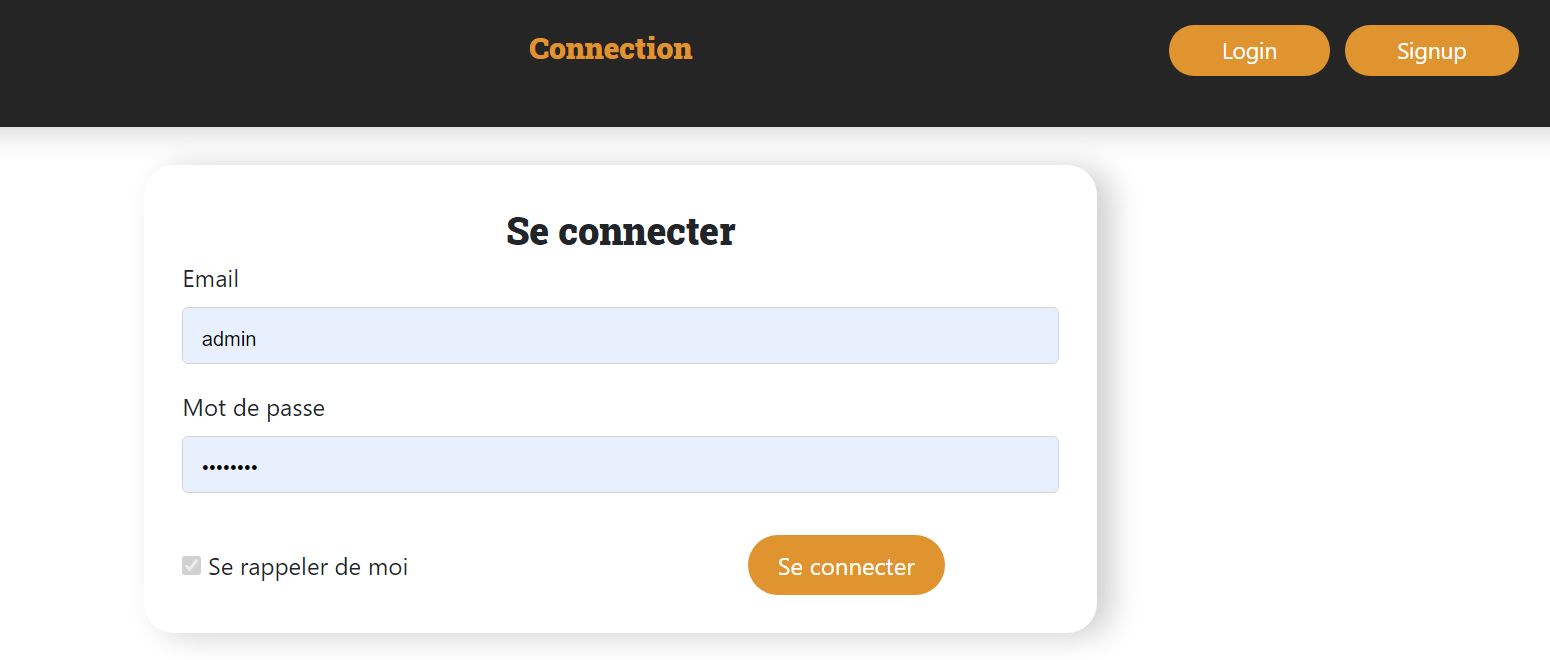 Connection
Login
Signup
Se connecter
Email
admin
Mot de passe
••••••••
Se rappeler de moi
Se connecter